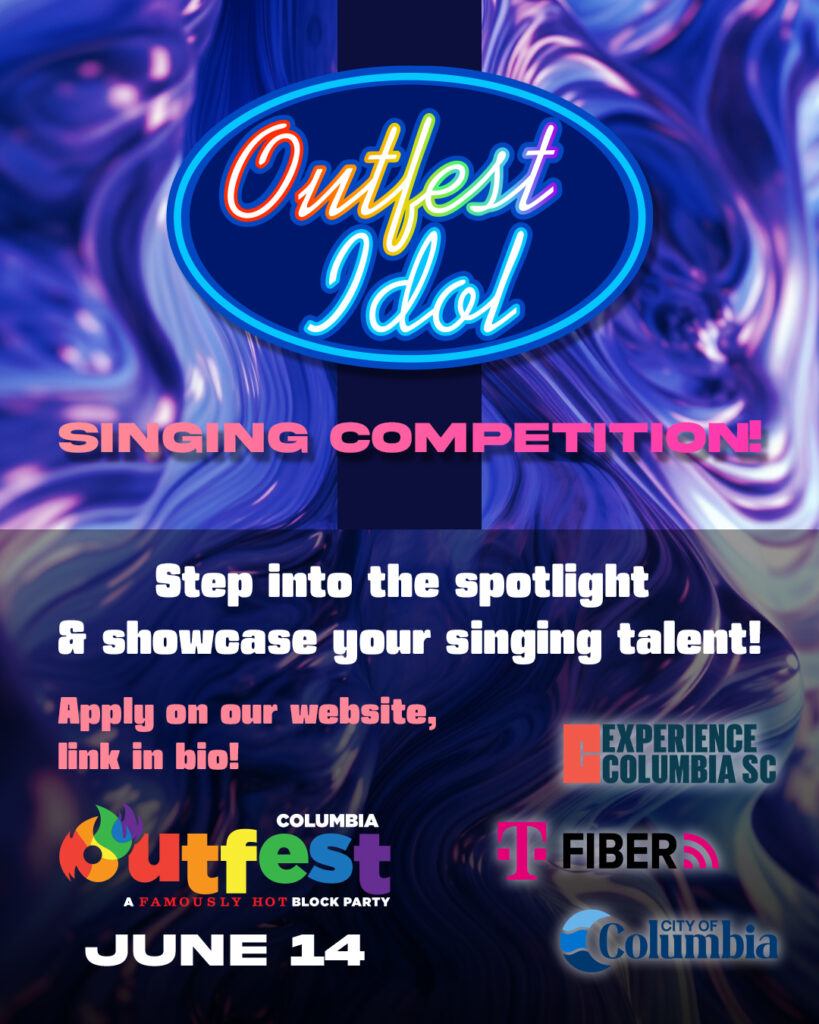 Outfest
Idol
SINGING COMPETITION!
Step into the spotlight
& showcase your singing talent!
Apply on our website,
link in bio!
EXPERIENCE
COLUMBIA SC
COLUMBIA
Outfest
A FAMOUSLY HOT BLOCK PARTY
T FIBER
JUNE 14
CITY OF
Columbia